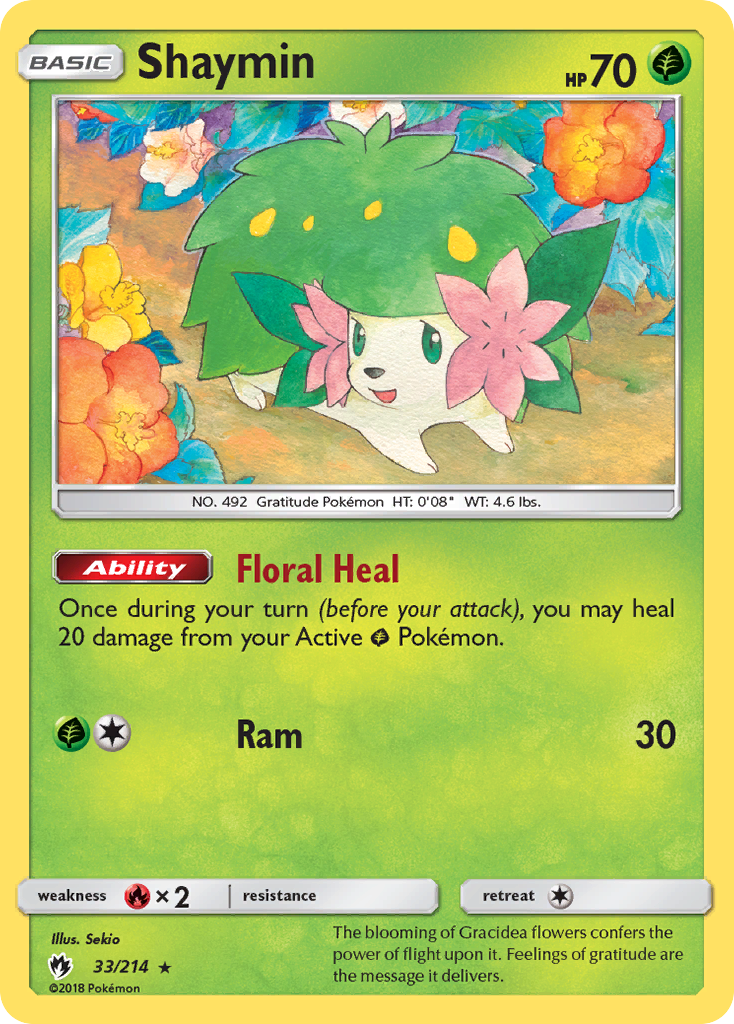 BASIC Shaymin HP 70
NO. 492 Gratitude Pokémon HT: 0'08" WT: 4.6 lbs.
Ability Floral Heal
Once during your turn (before your attack), you may heal
20 damage from your Active Pokémon.
Ram 30
weakness ×2 resistance retreat
Illus. Sekio
33/214 ★
©2018 Pokémon
The blooming of Gracidea flowers confers the
power of flight upon it. Feelings of gratitude are
the message it delivers.